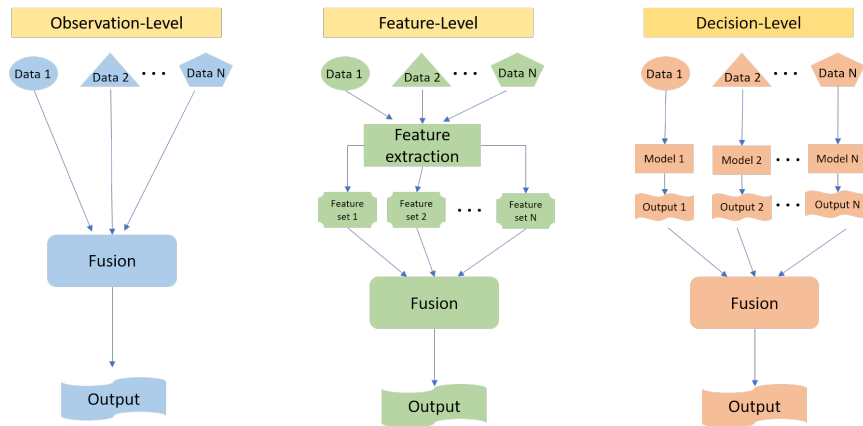 Observation-Level
Data 1
Data 2
• • •
Data N
Fusion
Output
Feature-Level
Data 1
Data 2
• • •
Data N
Feature
extraction
Feature
set 1
Feature
set 2
• • •
Feature
set N
Fusion
Output
Decision-Level
Data 1
Data 2
• • •
Data N
Model 1
Model 2
• • •
Model N
Output 1
Output 2
• • •
Output N
Fusion
Output